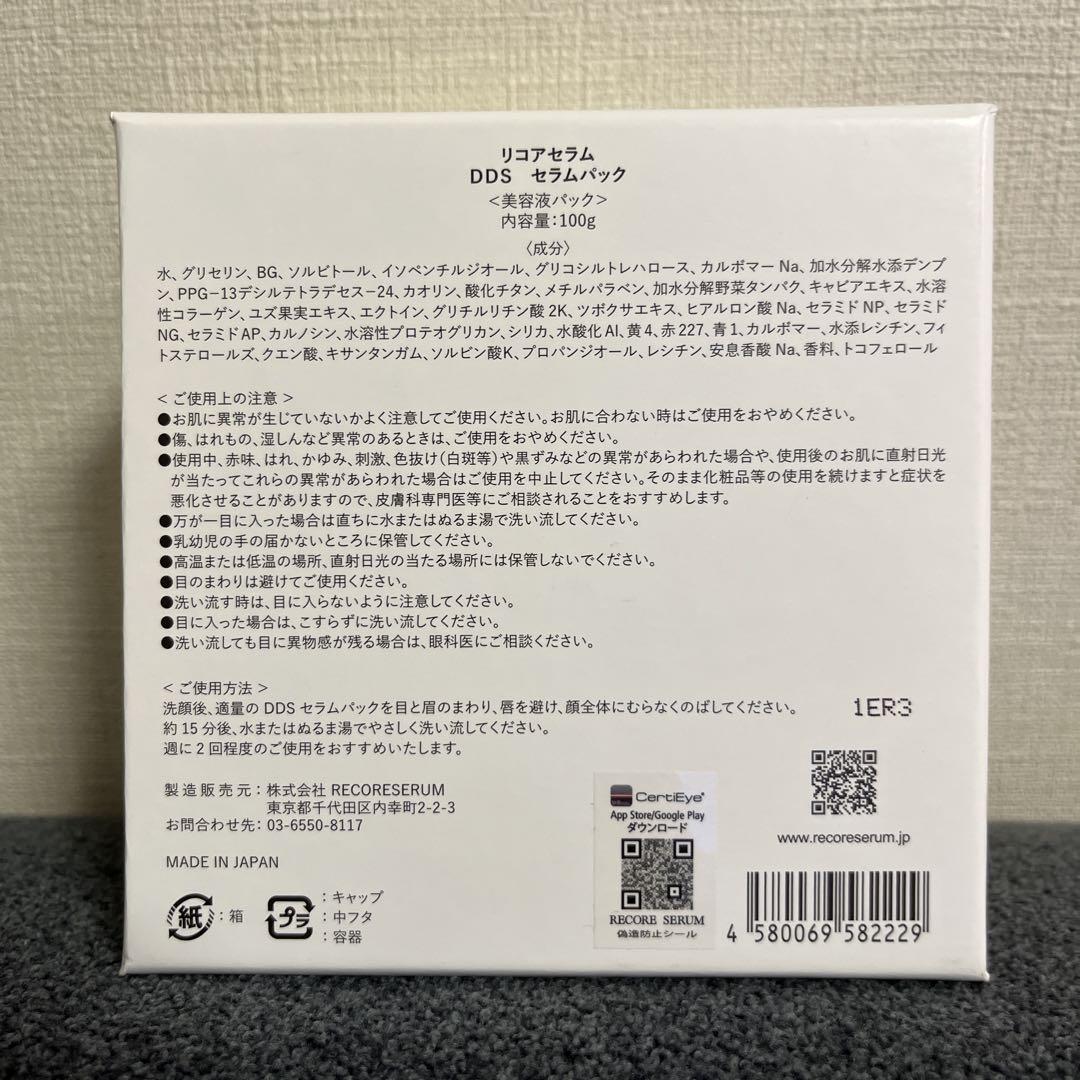 リコアセラム
DDS　セラムパック
＜美容液パック＞
内容量：100g
〈成分〉
水、グリセリン、BG、ソルビトール、イソペンチルジオール、グリコシルトレハロース、カルボマー Na、加水分解水添デンプ
ン、PPG−13デシルテトラデセス−24、カオリン、酸化チタン、メチルパラベン、加水分解野菜タンパク、キャビアエキス、水溶
性コラーゲン、ユズ果実エキス、エクトイン、グリチルリチン酸 2K、ツボクサエキス、ヒアルロン酸 Na、セラミド NP、セラミド
NG、セラミド AP、カルノシン、水溶性プロテオグリカン、シリカ、水酸化 Al、黄 4、赤 227、青 1、カルボマー、水添レシチン、フィ
トステロールズ、クエン酸、キサンタンガム、ソルビン酸K、プロパンジオール、レシチン、安息香酸 Na、香料、トコフェロール
＜ ご使用上の注意 ＞
●お肌に異常が生じていないかよく注意してご使用ください。お肌に合わない時はご使用をおやめください。
●傷、はれもの、湿しんなど異常のあるときは、ご使用をおやめください。
●使用中、赤味、はれ、かゆみ、刺激、色抜け（白斑等）や黒ずみなどの異常があらわれた場合や、使用後のお肌に直射日光
が当たってこれらの異常があらわれた場合はご使用を中止してください。そのまま化粧品等の使用を続けますと症状を
悪化させることがありますので、皮膚科専門医等にご相談されることをおすすめします。
●万が一目に入った場合は直ちに水またはぬるま湯で洗い流してください。
●乳幼児の手の届かないところに保管してください。
●高温または低温の場所、直射日光の当たる場所には保管しないでください。
●目のまわりは避けてご使用ください。
●洗い流す時は、目に入らないように注意してください。
●目に入った場合は、こすらずに洗い流してください。
●洗い流しても目に異物感が残る場合は、眼科医にご相談ください。
＜ ご使用方法 ＞
洗顔後、適量の DDS セラムパックを目と眉のまわり、唇を避け、顔全体にむらなくのばしてください。
約 15 分後、水またはぬるま湯でやさしく洗い流してください。
週に 2 回程度のご使用をおすすめいたします。
1ER3
製造販売元：株式会社 RECORESERUM
東京都千代田区内幸町2-2-3
お問合わせ先：03-6550-8117
MADE IN JAPAN
紙：箱
プラ：キャップ
：中フタ
：容器
CertiEye®
App Store/Google Play
ダウンロード
RECORE SERUM
偽造防止シール
www.recoreserum.jp
4 580069 582229